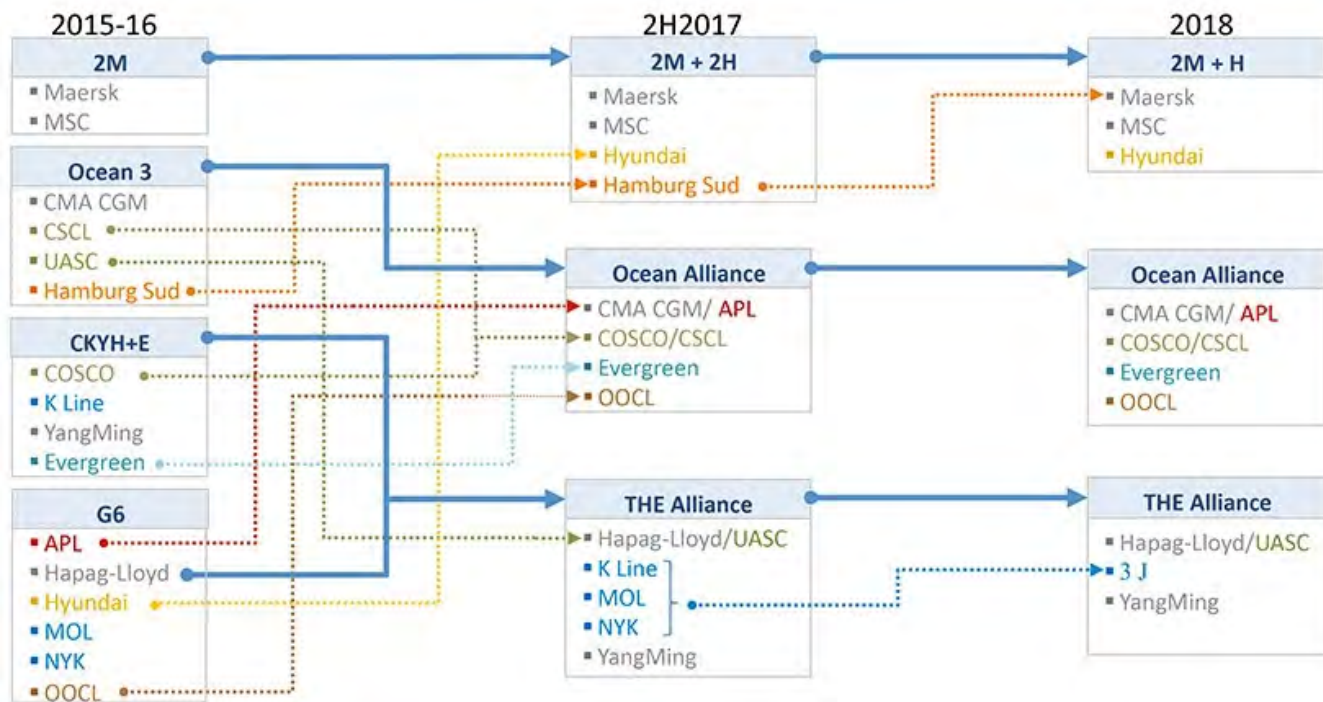 2015-16
2M
▪ Maersk
▪ MSC
Ocean 3
▪ CMA CGM
▪ CSCL
▪ UASC
▪ Hamburg Sud
CKYH+E
▪ COSCO
▪ K Line
▪ YangMing
▪ Evergreen
G6
▪ APL
▪ Hapag-Lloyd
▪ Hyundai
▪ MOL
▪ NYK
▪ OOCL
2H2017
2M + 2H
▪ Maersk
▪ MSC
▪ Hyundai
▪ Hamburg Sud
Ocean Alliance
▪ CMA CGM/ APL
▪ COSCO/CSCL
▪ Evergreen
▪ OOCL
THE Alliance
▪ Hapag-Lloyd/UASC
▪ K Line
▪ MOL
▪ NYK
▪ YangMing
2018
2M + H
▪ Maersk
▪ MSC
▪ Hyundai
Ocean Alliance
▪ CMA CGM/ APL
▪ COSCO/CSCL
▪ Evergreen
▪ OOCL
THE Alliance
▪ Hapag-Lloyd/UASC
▪ 3 J
▪ YangMing